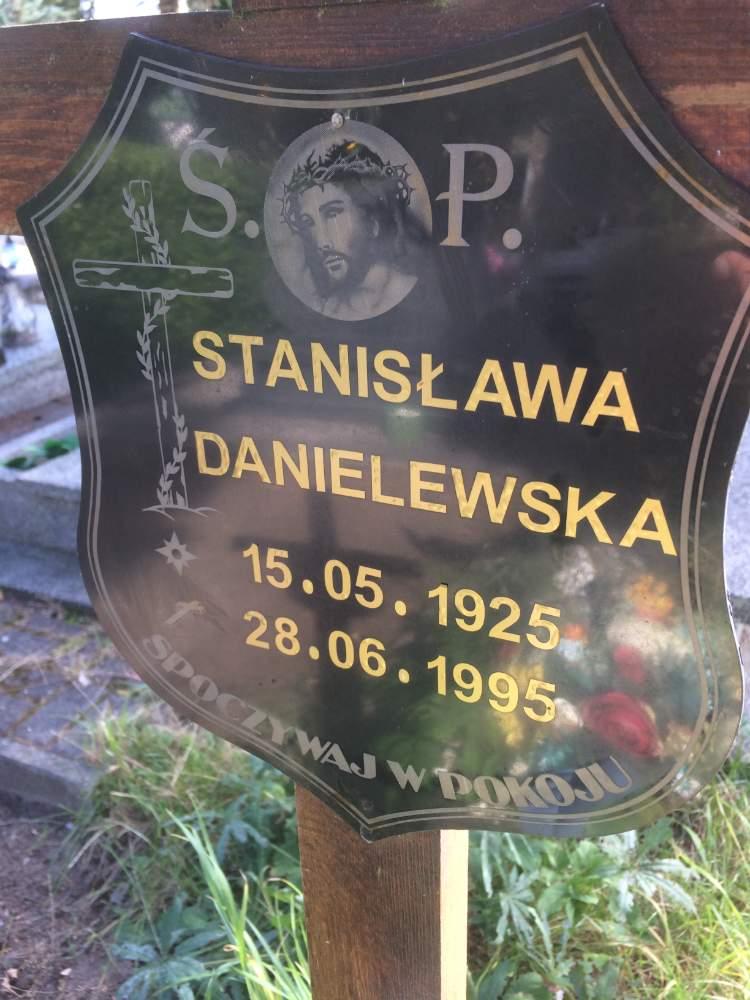 Ś. P.
STANISŁAWA
DANIELEWSKA
15.05.1925
28.06.1995
SPOCZYWAJ W POKOJU